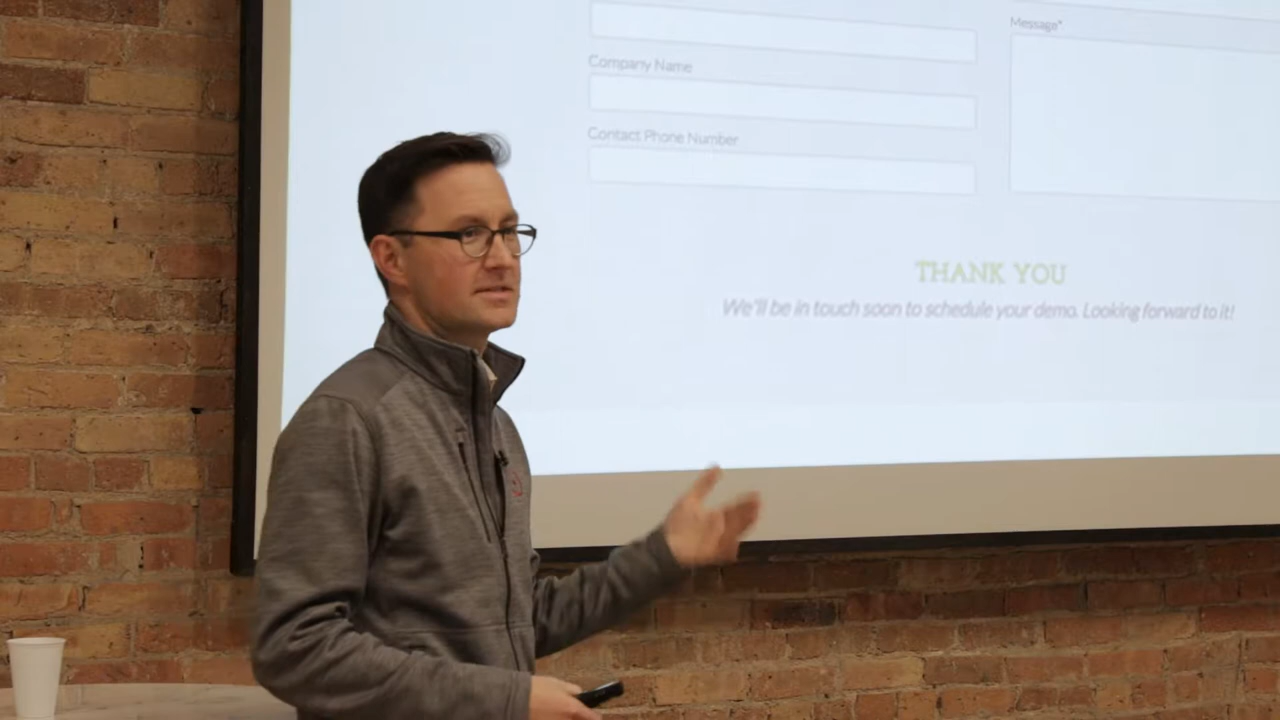 Message*
Company Name
Contact Phone Number
THANK YOU
We'll be in touch soon to schedule your demo. Looking forward to it!